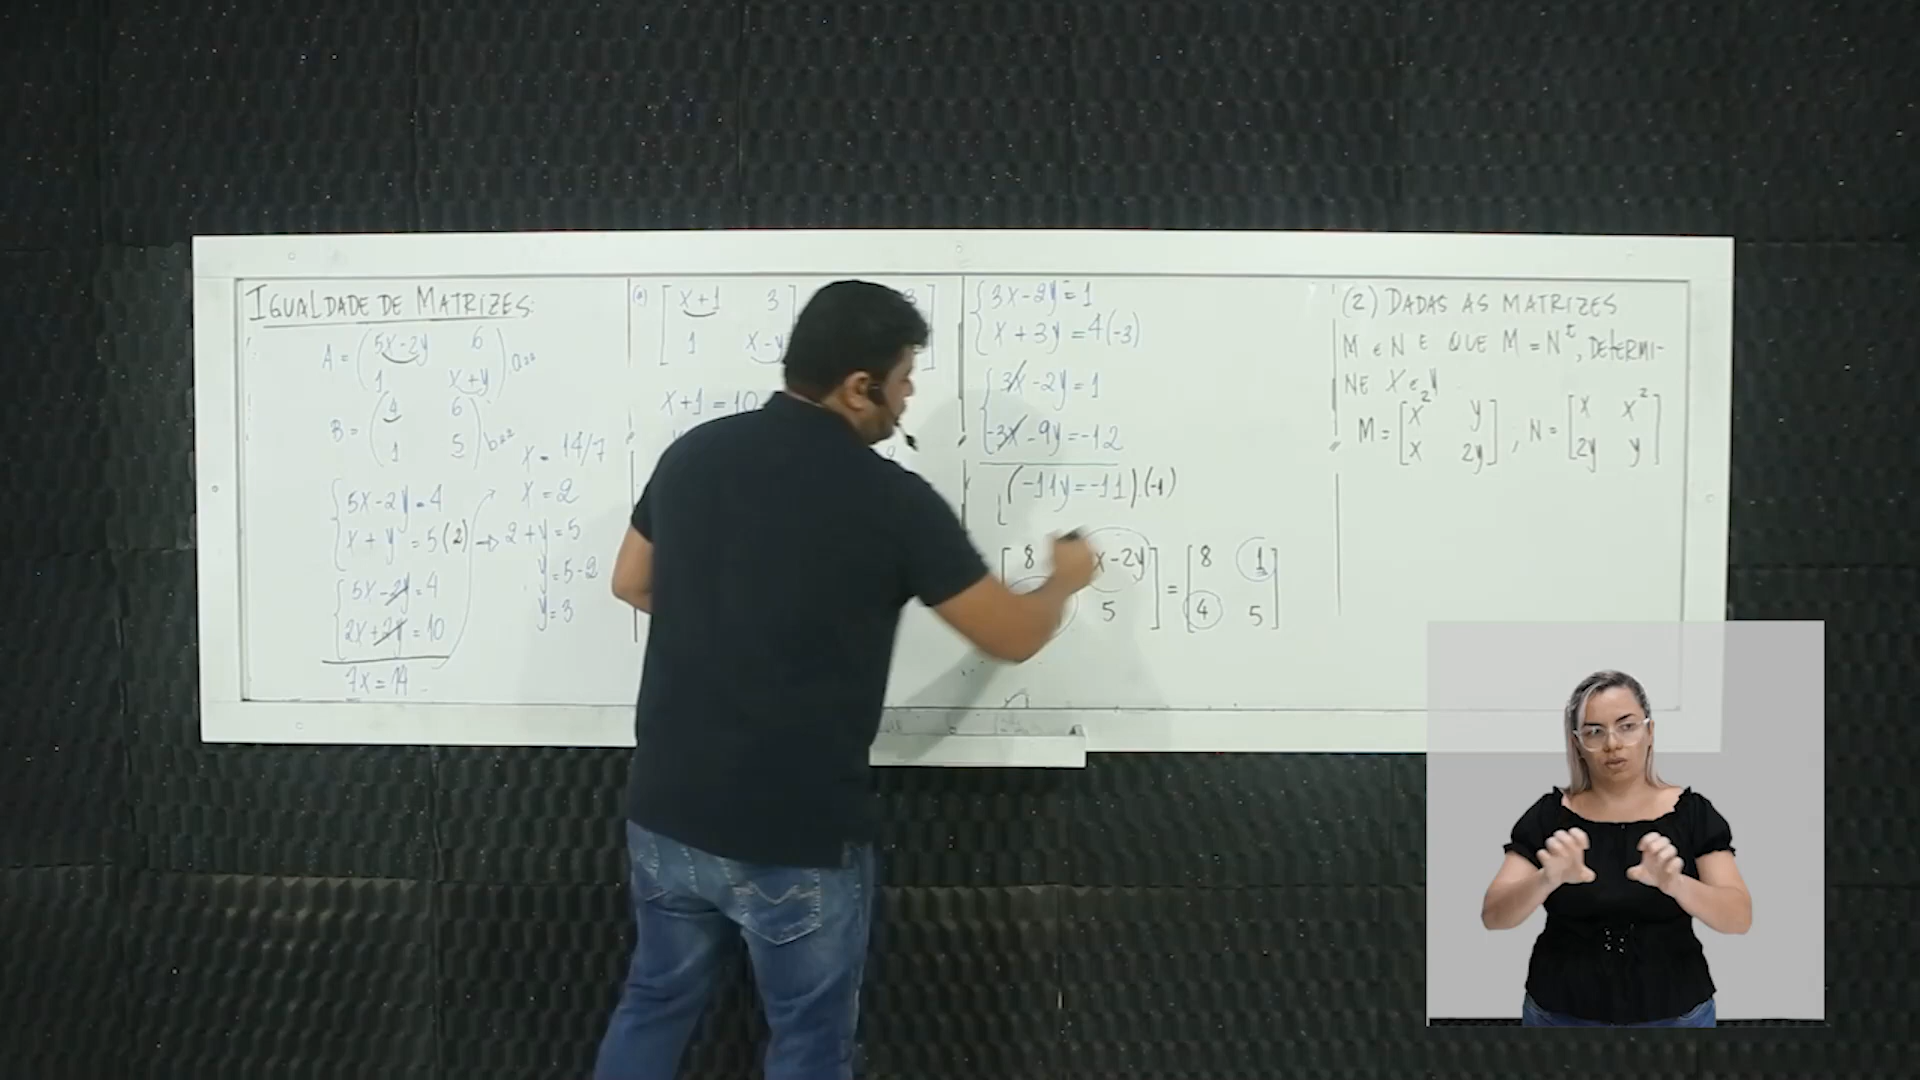 IGUALDADE DE MATRIZES:
A = (5x-2y 6
1 x+y)
B = (4 6
1 5)
{5x-2y=4
x+y=5(2) → 2+y=5
x = 14/7
x = 2
y=5-2
y=3
{5x-2y=4
2x+2y=10
7x=14
[x+1 3
1 x-y
x+1=10
{3x-2y=1
x+3y=4(-3)
{3x-2y=1
-3x-9y=-12
(-11y=-11).(-1)
[8 x-2y] = [8 1]
5] [4 5]
(2) DADAS AS MATRIZES
M e N E QUE M = Nᵗ, DETERMI-
NE X e y
M = [x² y
x 2y], N = [x x²
2y y]